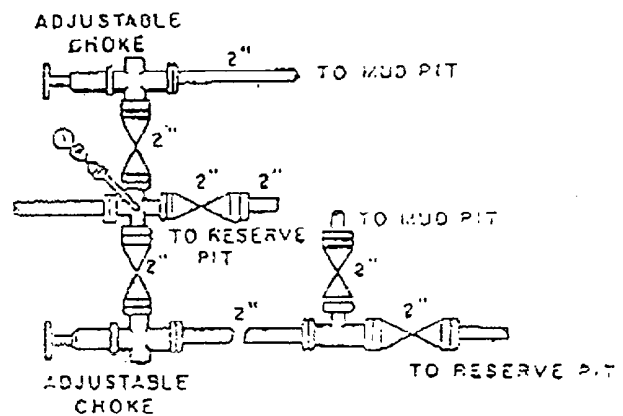 ADJUSTABLE
CHOKE
2"
TO MUD PIT
2"
2"
2"
TO RESERVE
PIT
TO MUD PIT
2"
2"
2"
2"
TO RESERVE PIT
ADJUSTABLE
CHOKE